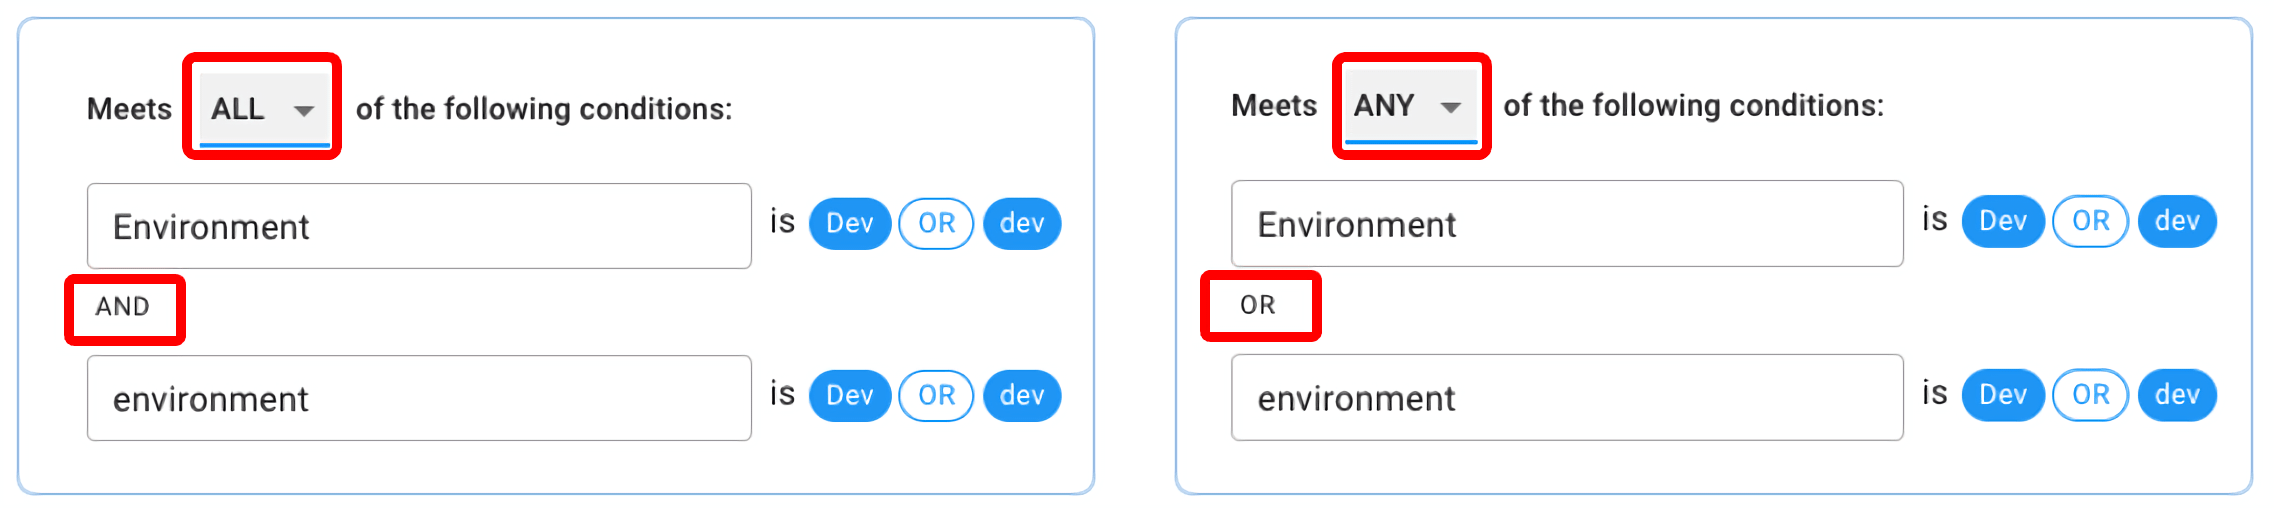 Meets ALL of the following conditions:
Environment is Dev OR dev
AND
environment is Dev OR dev
Meets ANY of the following conditions:
Environment is Dev OR dev
OR
environment is Dev OR dev